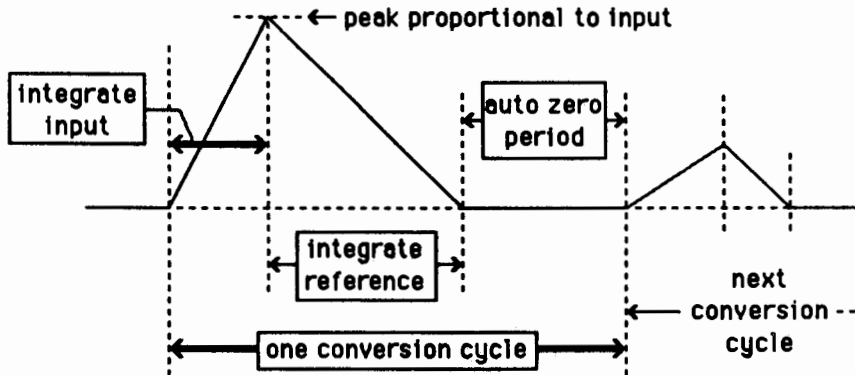 peak proportional to input
integrate
input
auto zero
period
integrate
reference
next
conversion
cycle
one conversion cycle